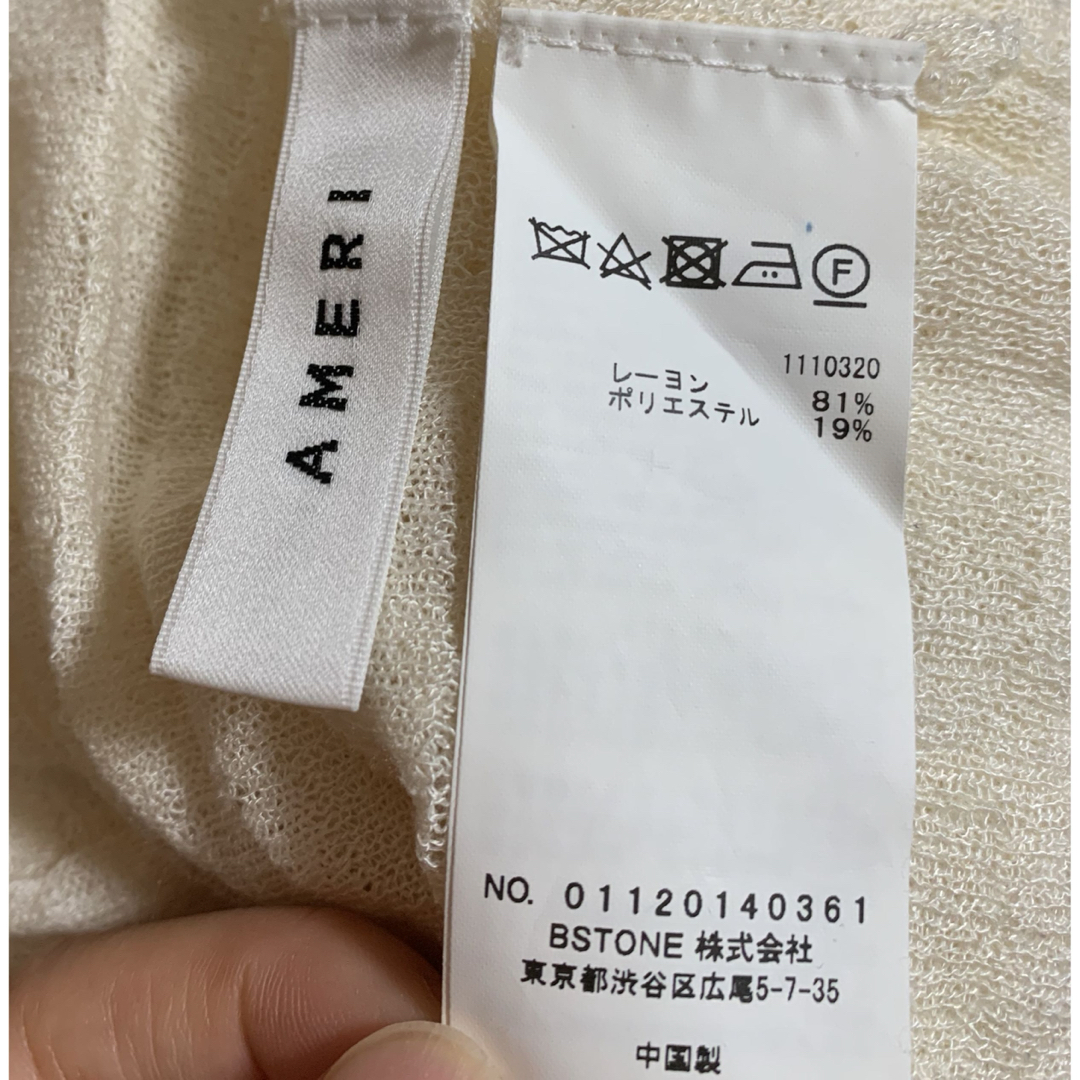 AMERI
F
1110320
レーヨン 81%
ポリエステル 19%
NO. 01120140361
BSTONE 株式会社
東京都渋谷区広尾5-7-35
中国製